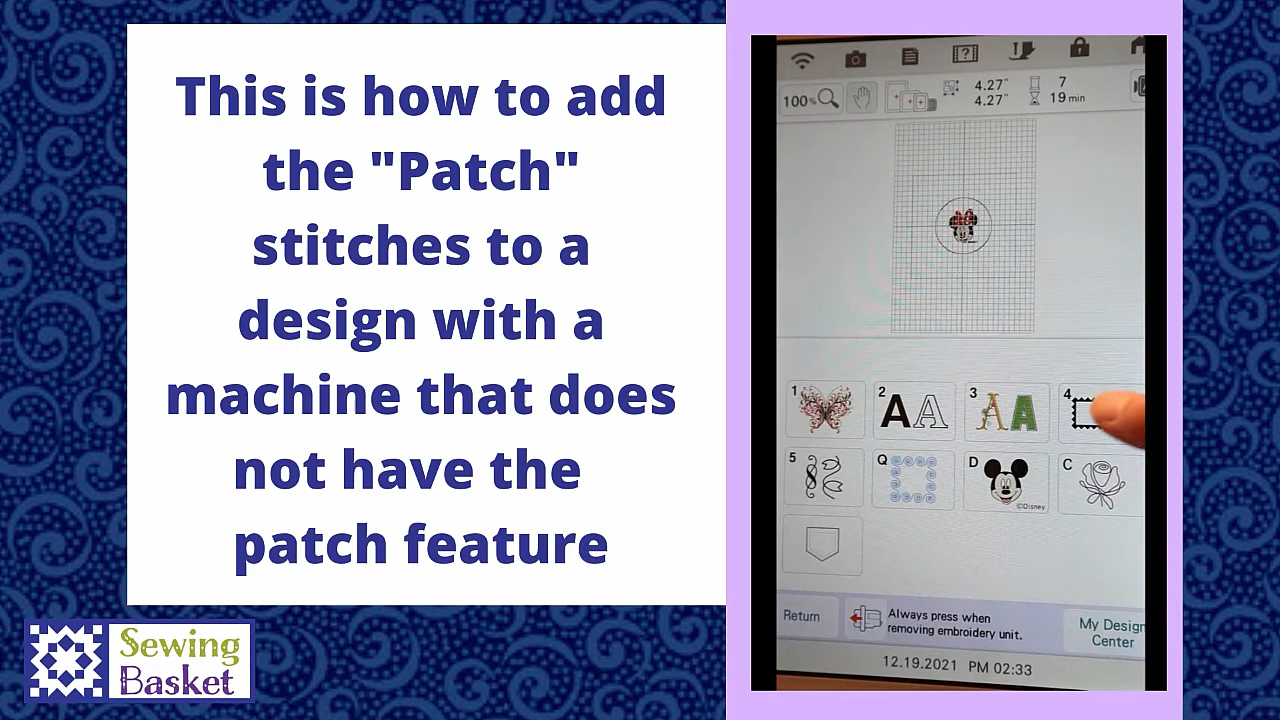 This is how to add
the "Patch"
stitches to a
design with a
machine that does
not have the
patch feature
Sewing
Basket
100%
4.27"
4.27"
7
19 min
1
2
AA
3
AA
4
5
Q
D
©Disney
C
Return
Always press when
removing embroidery unit.
My Design
Center
12.19.2021 PM 02:33